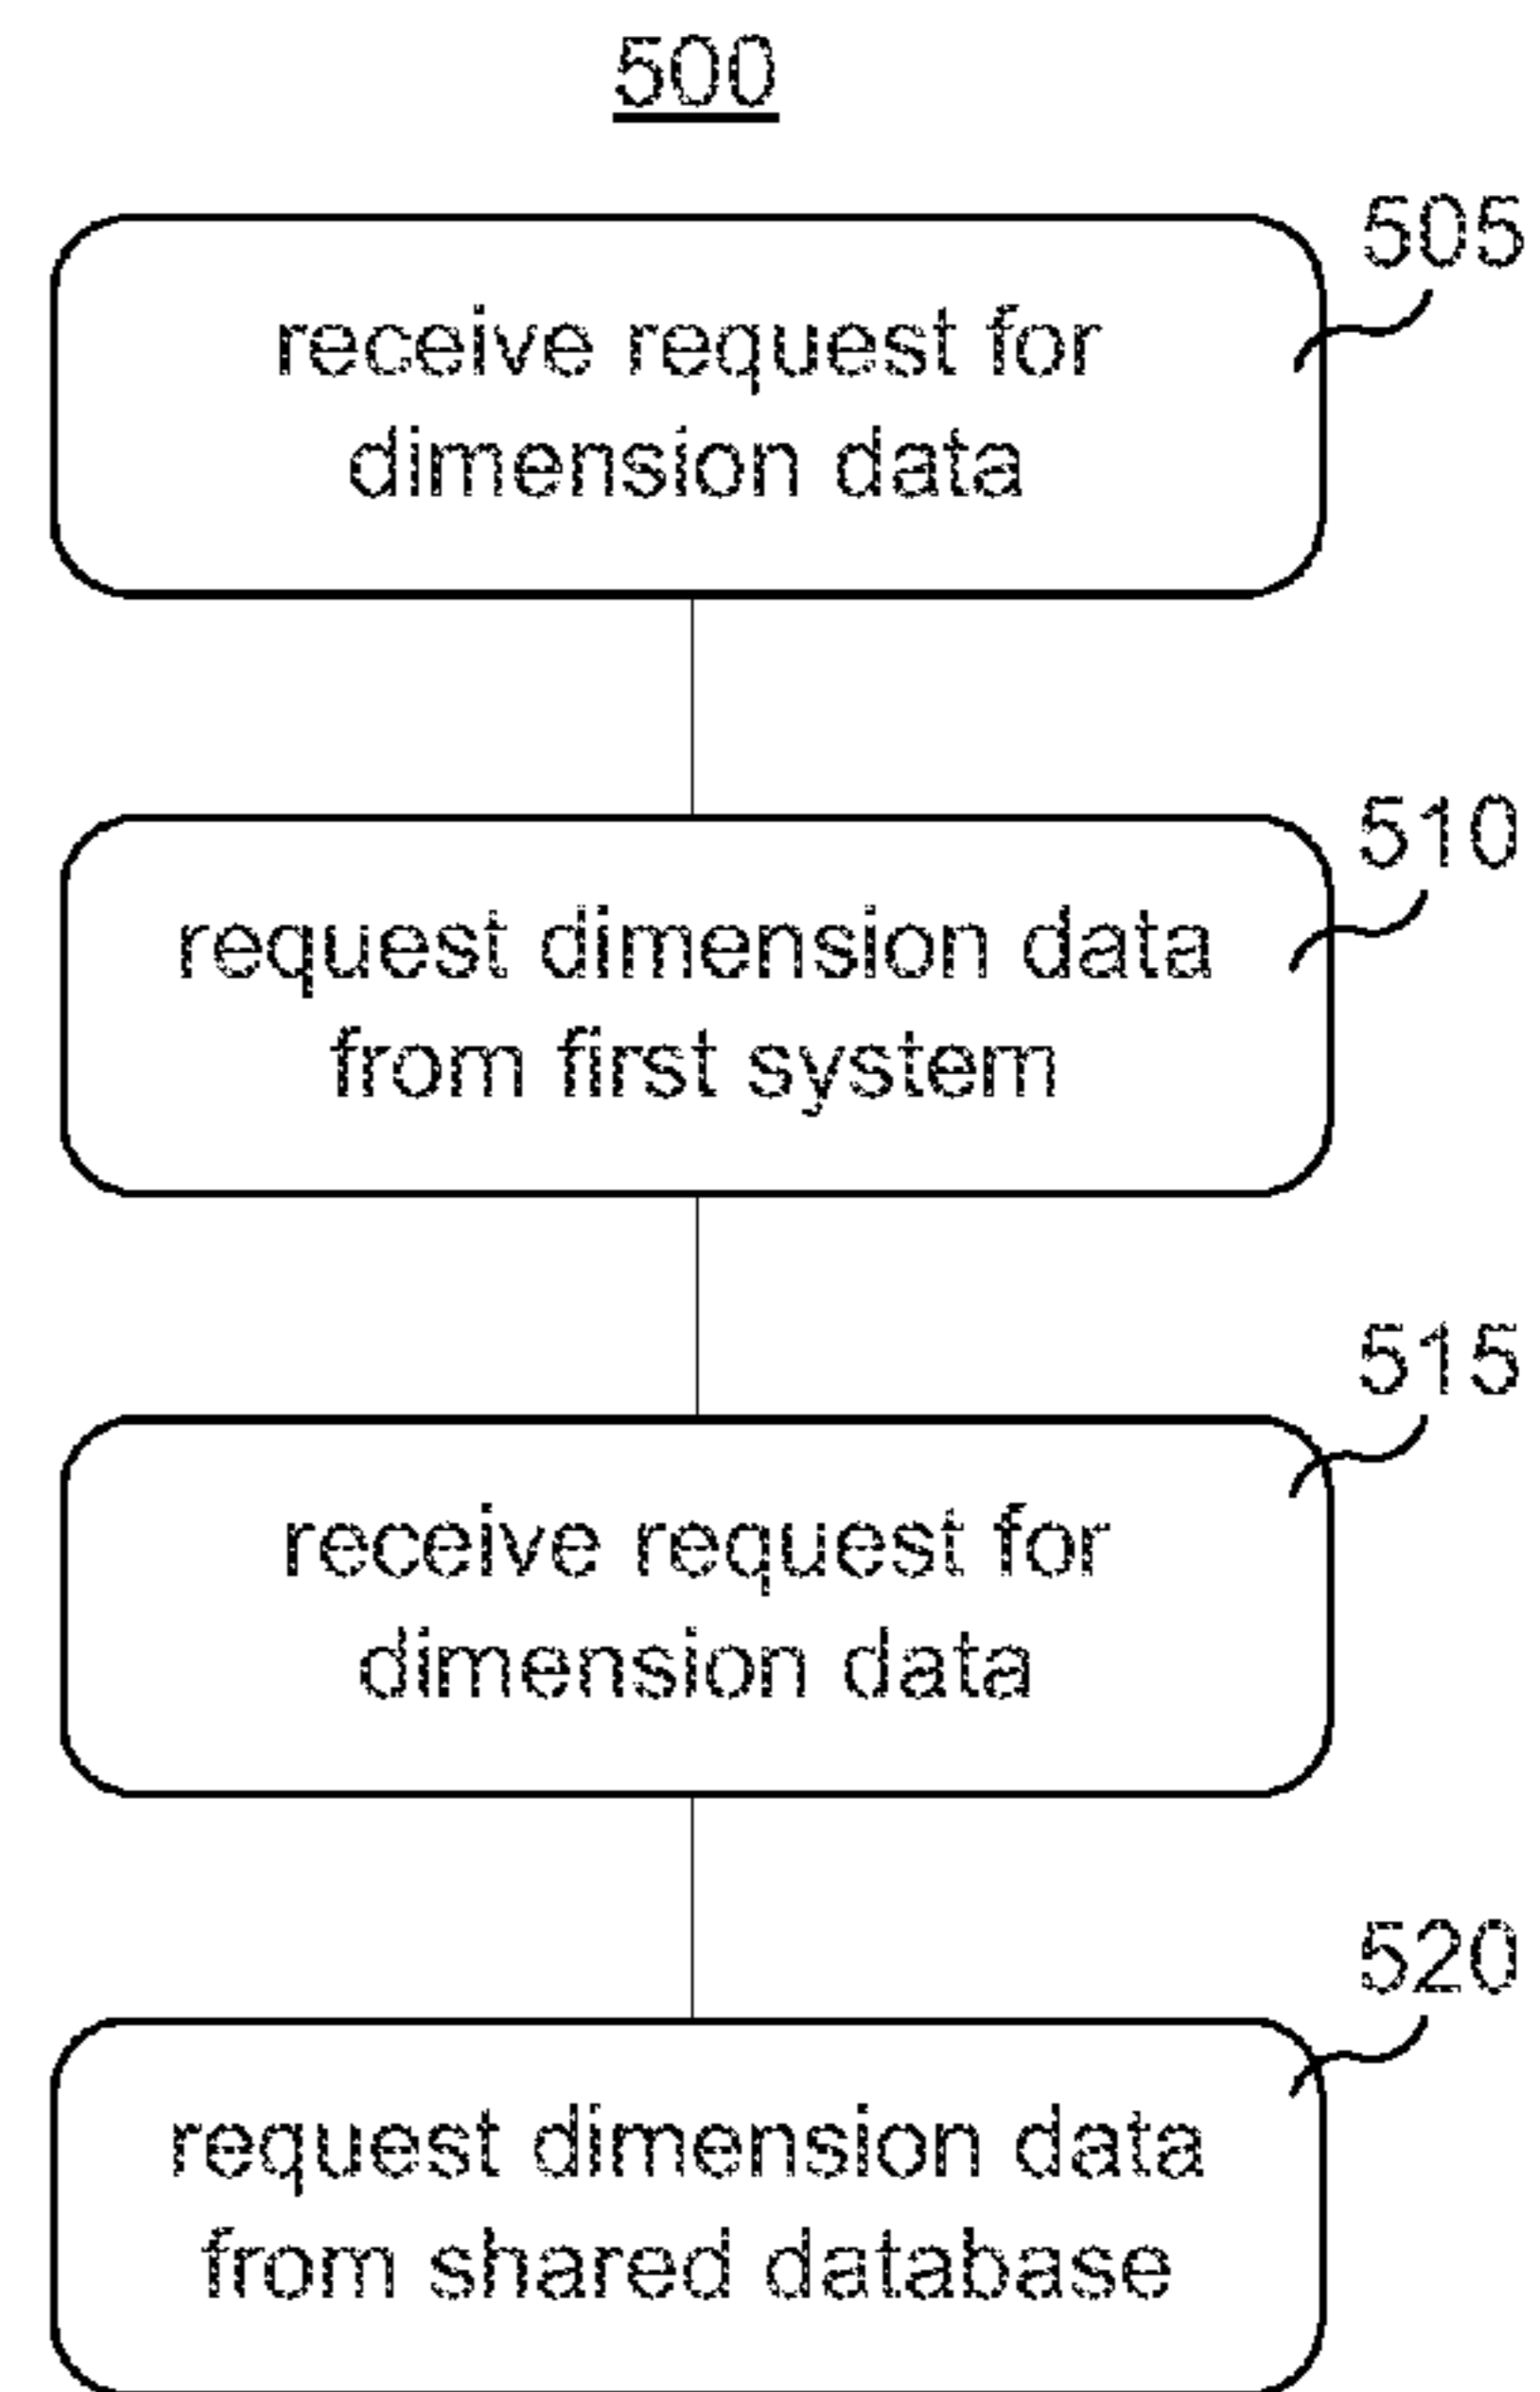 500
505
receive request for
dimension data
510
request dimension data
from first system
515
receive request for
dimension data
520
request dimension data
from shared database